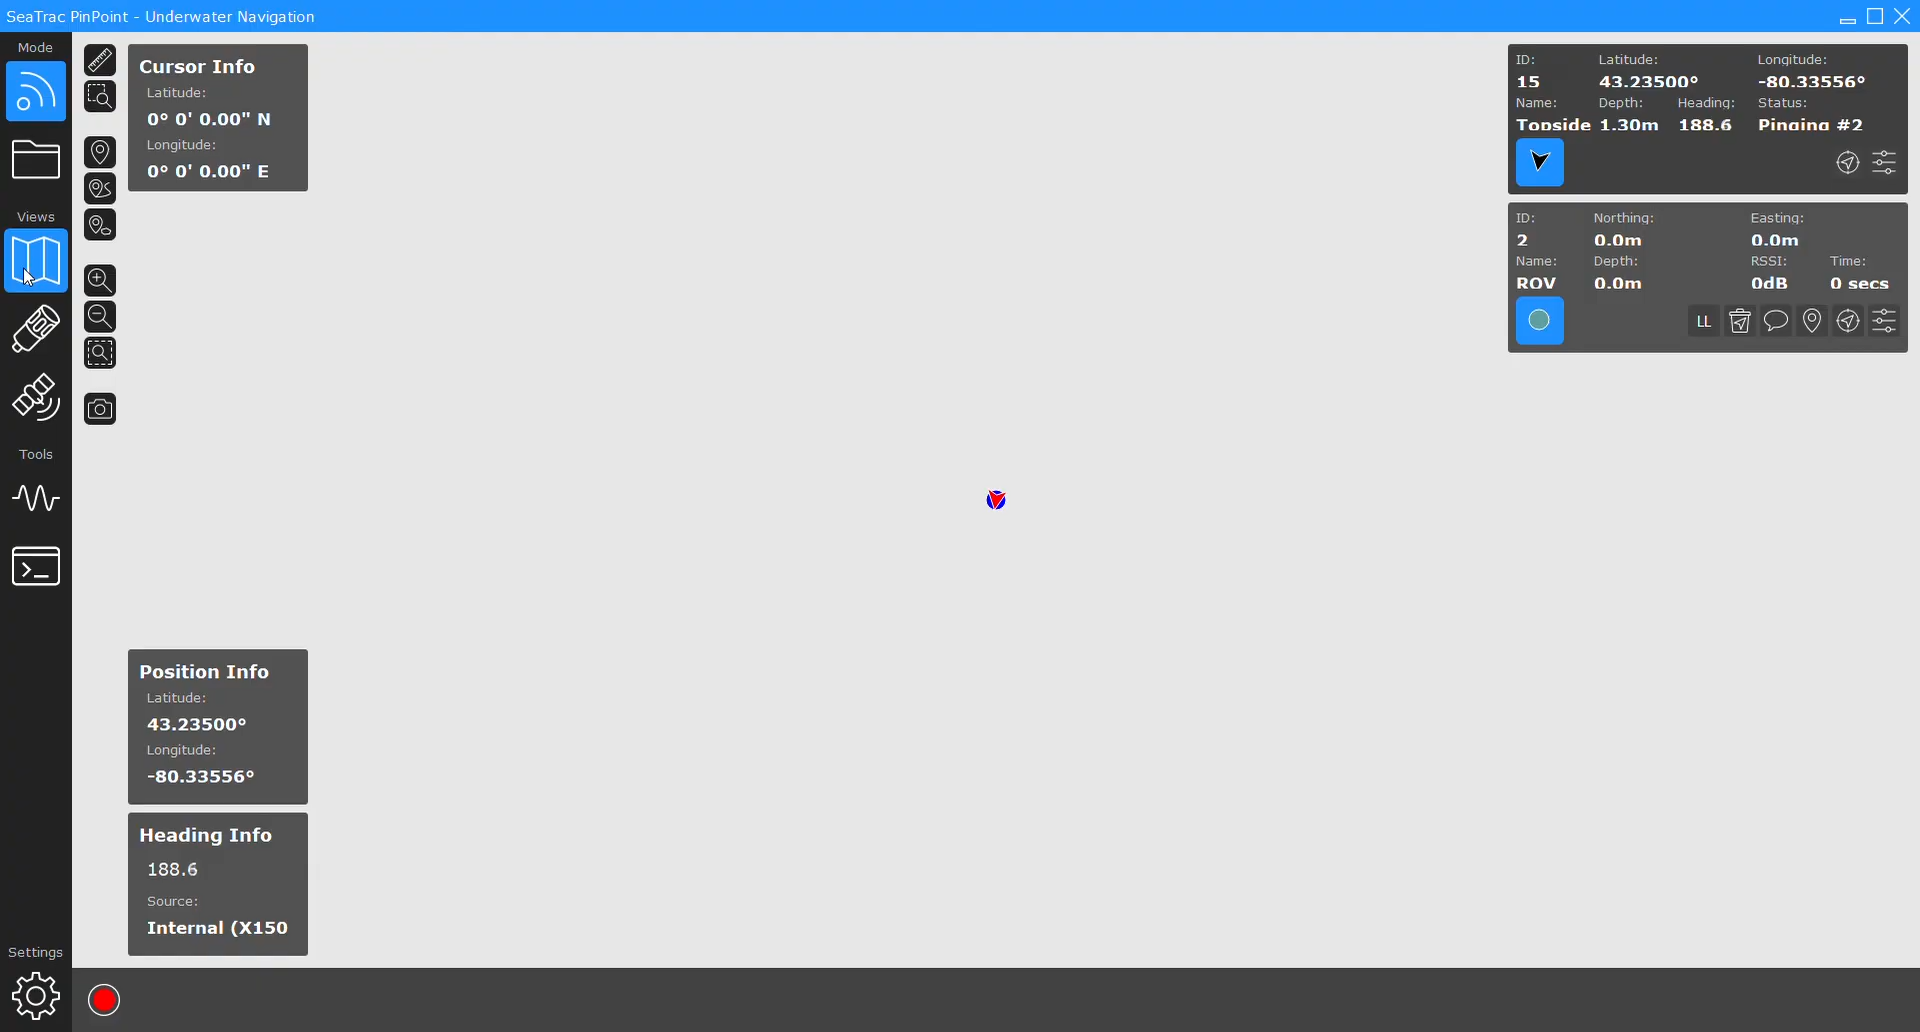 SeaTrac PinPoint - Underwater Navigation
Mode
Views
Tools
Settings
Cursor Info
Latitude:
0° 0' 0.00" N
Longitude:
0° 0' 0.00" E
Position Info
Latitude:
43.23500°
Longitude:
-80.33556°
Heading Info
188.6
Source:
Internal (X150
ID: Latitude: Longitude:
15 43.23500° -80.33556°
Name: Depth: Heading: Status:
Topside 1.30m 188.6 Pinging #2
ID: Northing: Easting:
2 0.0m 0.0m
Name: Depth: RSSI: Time:
ROV 0.0m 0dB 0 secs
LL